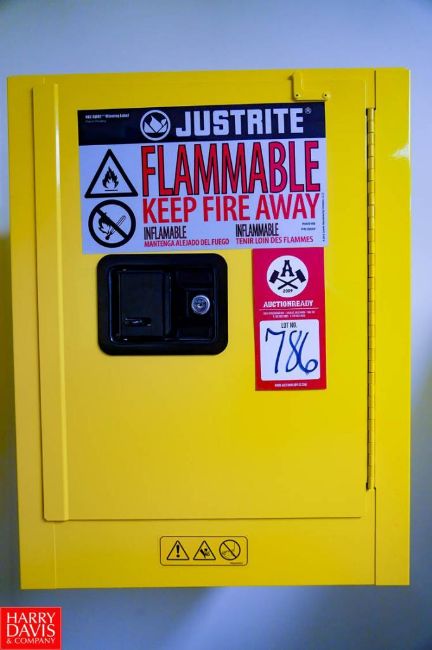 JUSTRITE®
FLAMMABLE
KEEP FIRE AWAY
INFLAMABLE
MANTENGA ALEJADO DEL FUEGO
INFLAMMABLE
TENIR LOIN DES FLAMMES
A
2009
AUCTIONREADY
LOT NO.
786
HARRY
DAVIS
& COMPANY